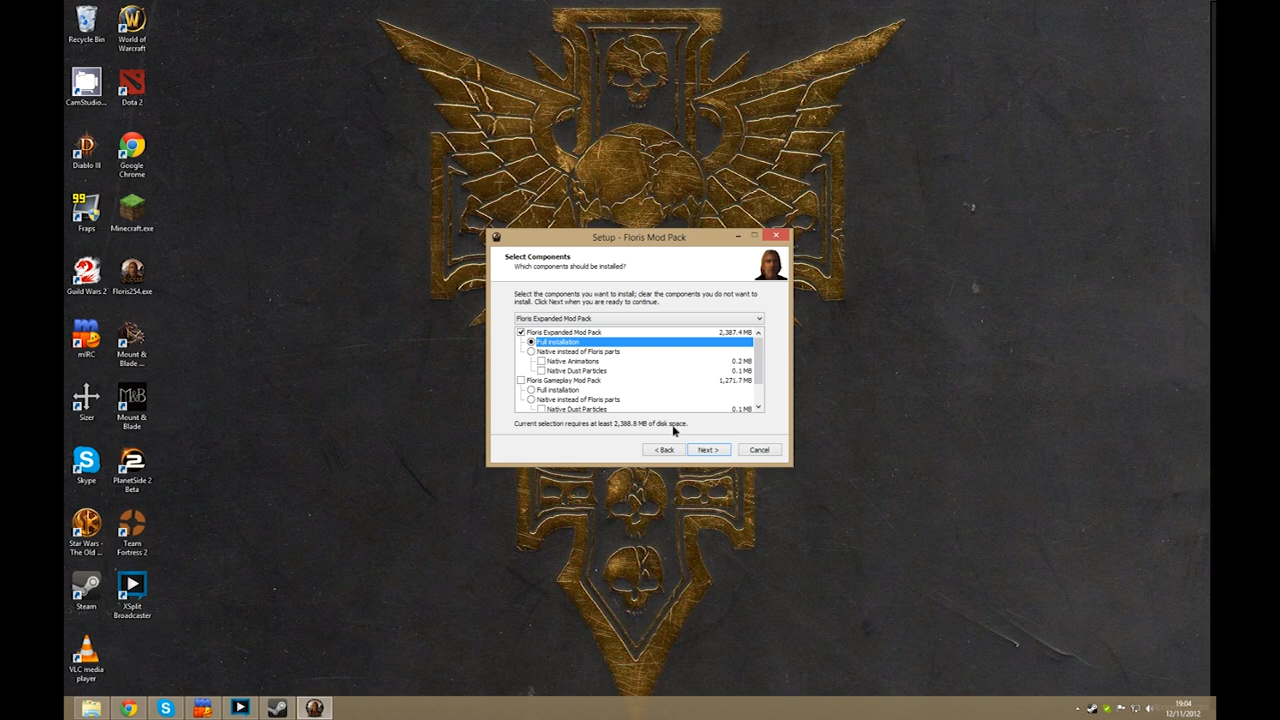 Recycle Bin
World of
Warcraft
CamStudio...
Dota 2
Diablo III
Google
Chrome
99
Fraps
Minecraft.exe
Guild Wars 2
Floris254.exe
mIRC
Mount &
Blade ...
Sizer
M&B
Mount &
Blade
Skype
PlanetSide 2
Beta
Star Wars -
The Old ...
Team
Fortress 2
Steam
XSplit
Broadcaster
VLC media
player
Setup - Floris Mod Pack
Select Components
Which components should be installed?
Select the components you want to install; clear the components you do not want to
install. Click Next when you are ready to continue.
Floris Expanded Mod Pack
Floris Expanded Mod Pack 2,387.4 MB
Full installation
Native instead of Floris parts
Native Animations 0.2 MB
Native Dust Particles 0.1 MB
Floris Gameplay Mod Pack 1,271.7 MB
Full installation
Native instead of Floris parts
Native Dust Particles 0.1 MB
Current selection requires at least 2,388.8 MB of disk space.
< Back
Next >
Cancel
19:04
12/11/2012